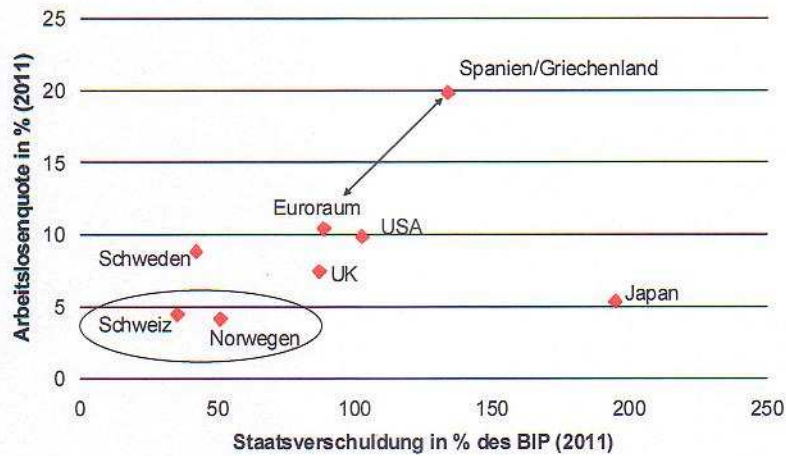 Arbeitslosenquote in % (2011)
25
20
15
10
5
0
Spanien/Griechenland
Euroraum
USA
Schweden
UK
Japan
Schweiz
Norwegen
0 50 100 150 200 250
Staatsverschuldung in % des BIP (2011)